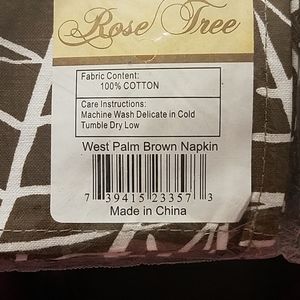 Rose Tree
Fabric Content:
100% COTTON
Care Instructions:
Machine Wash Delicate in Cold
Tumble Dry Low
West Palm Brown Napkin
7 39415 23357 3
Made in China